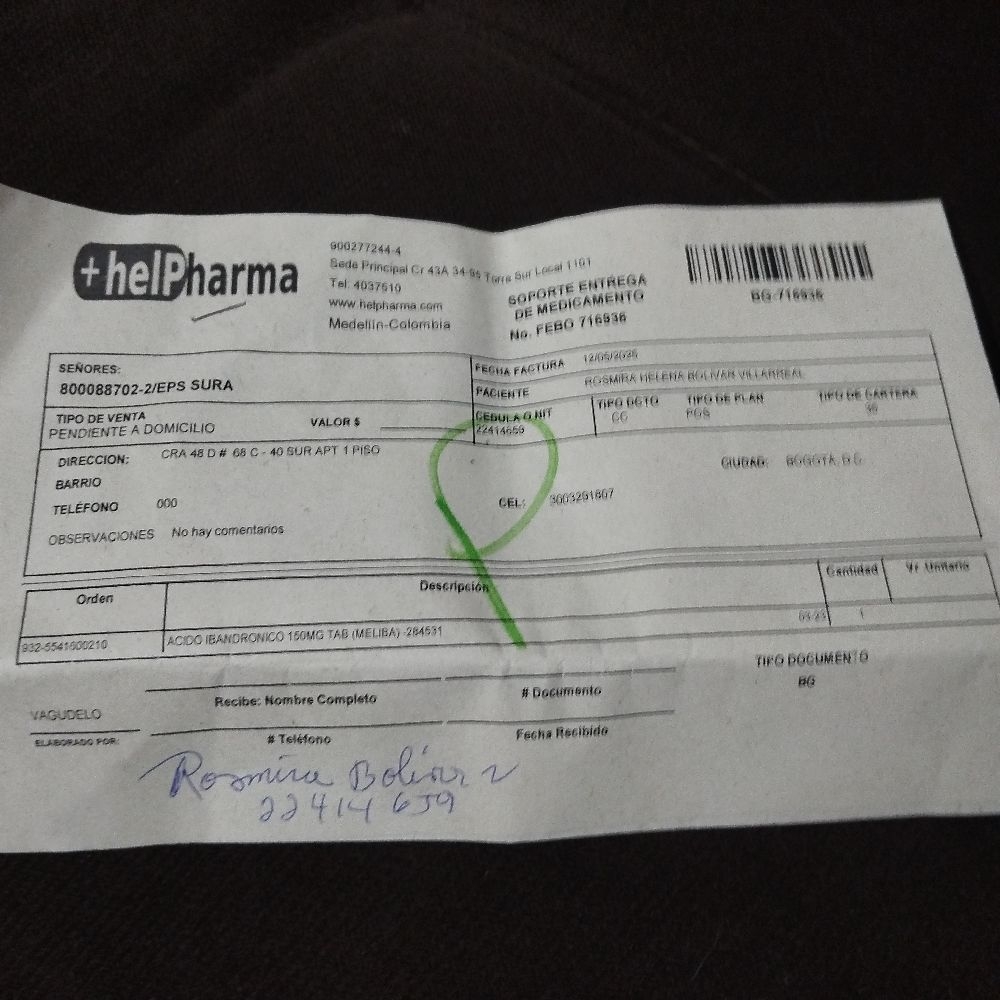 +helPharma
900277244-4
Sede Principal Cr 43A 34-95 Torre Sur Local 1101
Tel: 4037510
www.helpharma.com
Medellín-Colombia
SOPORTE ENTREGA
DE MEDICAMENTO
No. FEBO 716936
BG-716936
SEÑORES:
800088702-2/EPS SURA
FECHA FACTURA
PACIENTE ROSMIRA HELENA BOLIVAR VILLARREAL
TIPO DE VENTA
PENDIENTE A DOMICILIO
VALOR $
CEDULA O NIT
22414659
TIPO DCTO
CC
TIPO DE PLAN
POS
TIPO DE CARTERA
DIRECCION: CRA 48 D # 68 C - 40 SUR APT 1 PISO
CIUDAD: BOGOTA, D.C.
BARRIO
TELÉFONO 000
CEL:
OBSERVACIONES No hay comentarios
Orden Descripción Cantidad Vr. Unitario
932-5541600210 ACIDO IBANDRONICO 150MG TAB (MELIBA) -284531 1
TIPO DOCUMENTO
BG
Recibe: Nombre Completo # Documento
VAGUDELO
ELABORADO POR: # Teléfono Fecha Recibido
Rosmira Bolívar
22414659